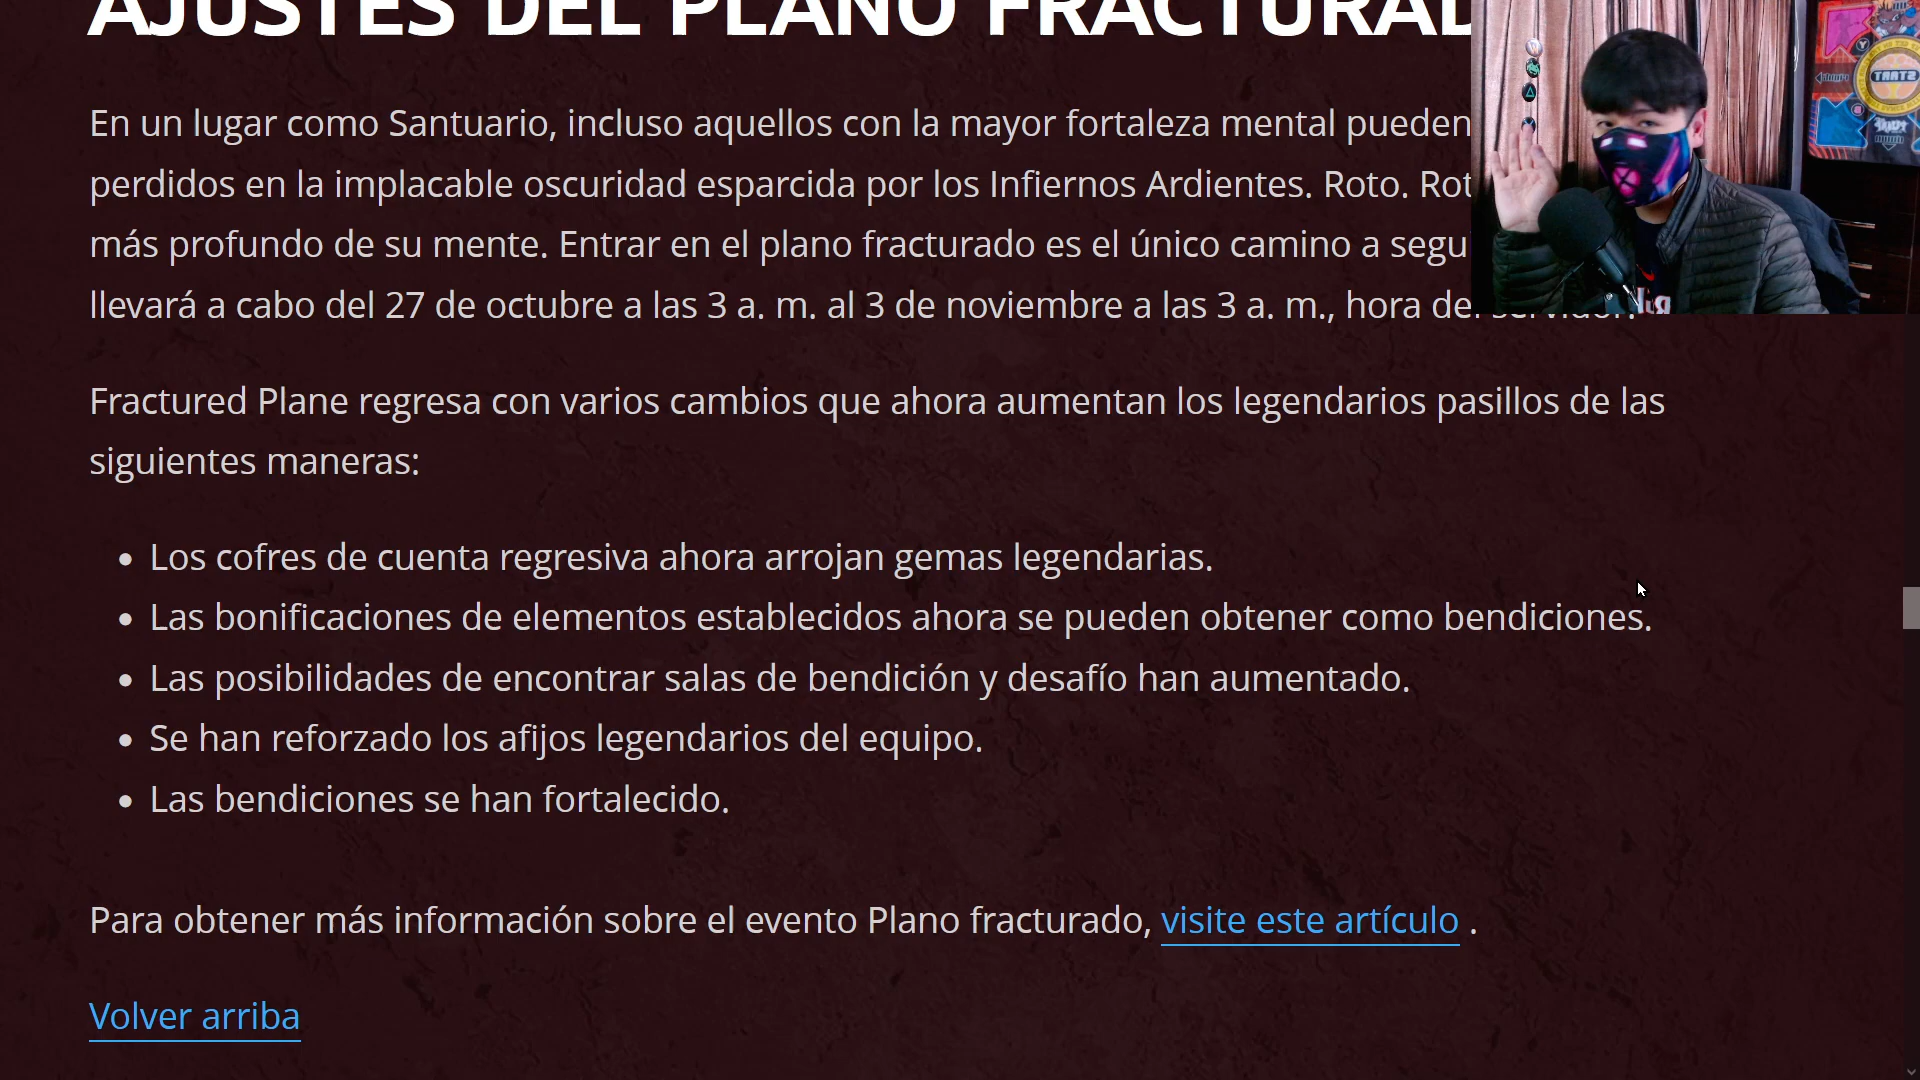 AJUSTES DEL PLANO
En un lugar como Santuario, incluso aquellos con la mayor fortaleza mental pueden
perdidos en la implacable oscuridad esparcida por los Infiernos Ardientes. Roto.
más profundo de su mente. Entrar en el plano fracturado es el único camino a
llevará a cabo del 27 de octubre a las 3 a. m. al 3 de noviembre a las 3 a. m., hora del servidor.
Fractured Plane regresa con varios cambios que ahora aumentan los legendarios pasillos de las
siguientes maneras:
• Los cofres de cuenta regresiva ahora arrojan gemas legendarias.
• Las bonificaciones de elementos establecidos ahora se pueden obtener como bendiciones.
• Las posibilidades de encontrar salas de bendición y desafío han aumentado.
• Se han reforzado los afijos legendarios del equipo.
• Las bendiciones se han fortalecido.
Para obtener más información sobre el evento Plano fracturado, visite este artículo .
Volver arriba